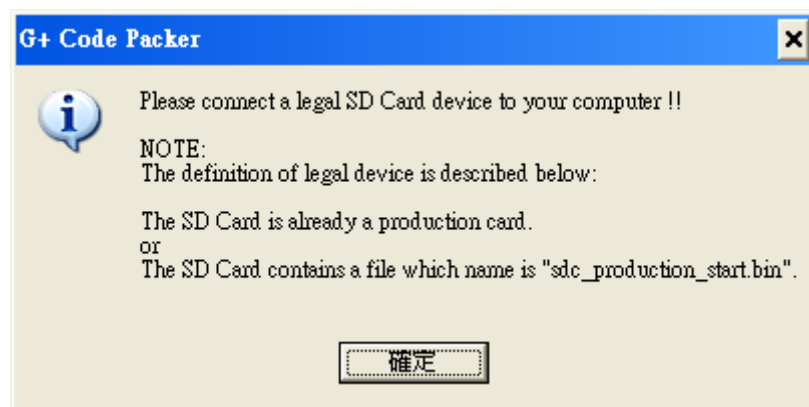 G+ Code Packer
Please connect a legal SD Card device to your computer !!
NOTE:
The definition of legal device is described below:
The SD Card is already a production card.
or
The SD Card contains a file which name is "sdc_production_start.bin".
確定